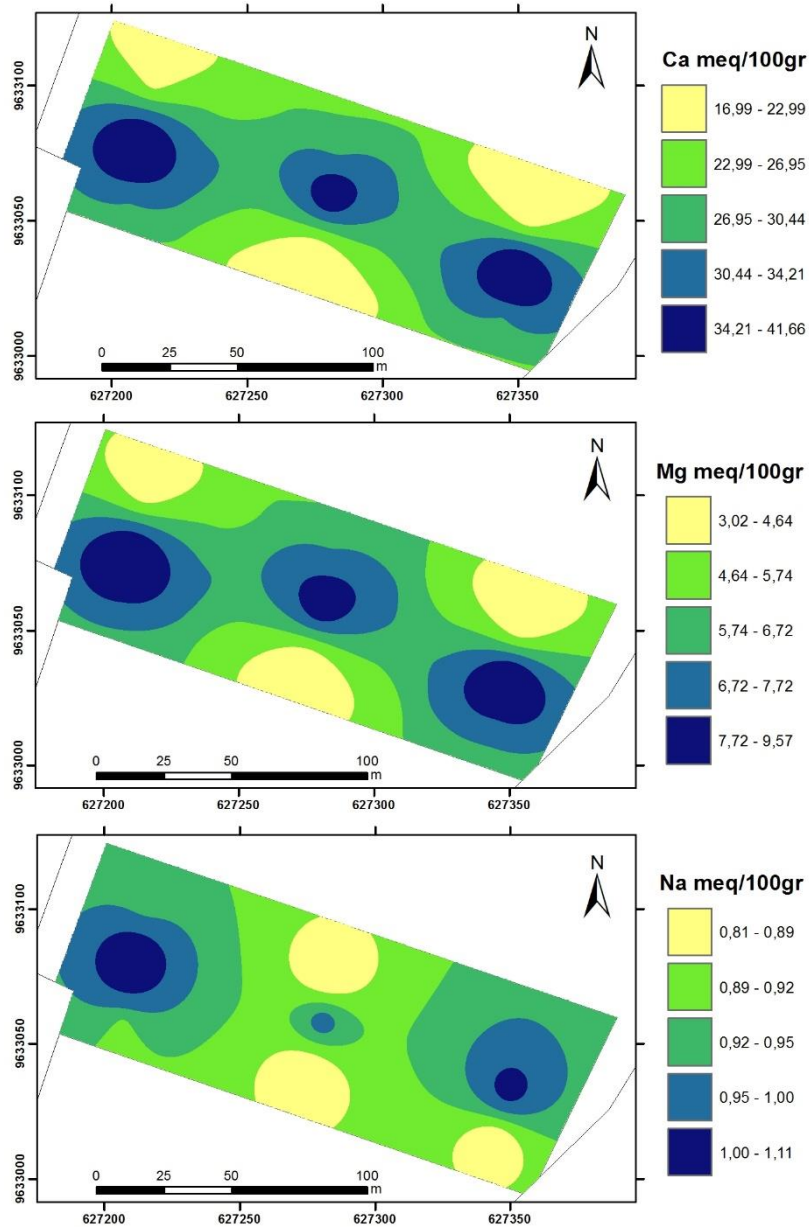 N
Ca meq/100gr
16,99 - 22,99
22,99 - 26,95
26,95 - 30,44
30,44 - 34,21
34,21 - 41,66
9633100
9633050
9633000
0 25 50 100
m
627200 627250 627300 627350
N
Mg meq/100gr
3,02 - 4,64
4,64 - 5,74
5,74 - 6,72
6,72 - 7,72
7,72 - 9,57
9633100
9633050
9633000
0 25 50 100
m
627200 627250 627300 627350
N
Na meq/100gr
0,81 - 0,89
0,89 - 0,92
0,92 - 0,95
0,95 - 1,00
1,00 - 1,11
9633100
9633050
9633000
0 25 50 100
m
627200 627250 627300 627350